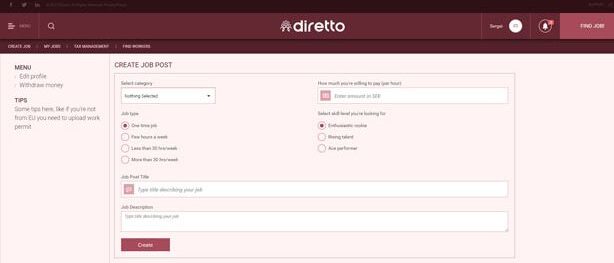 MENU
diretto
Sergei
FIND JOB!
CREATE JOB
MY JOBS
TAX MANAGEMENT
FIND WORKERS
MENU
Edit profile
Withdraw money
TIPS
Some tips here, like if you're not
from EU you need to upload work
permit
CREATE JOB POST
Select category
Nothing Selected
How much you're willing to pay (per hour)
Enter amount in SEK
Job type
One time job
Few hours a week
Less than 30 hrs/week
More than 30 hrs/week
Select skill level you're looking for
Enthusiastic rookie
Rising talent
Ace performer
Job Post Title
Type title describing your job
Job Description
Type title describing your job
Create